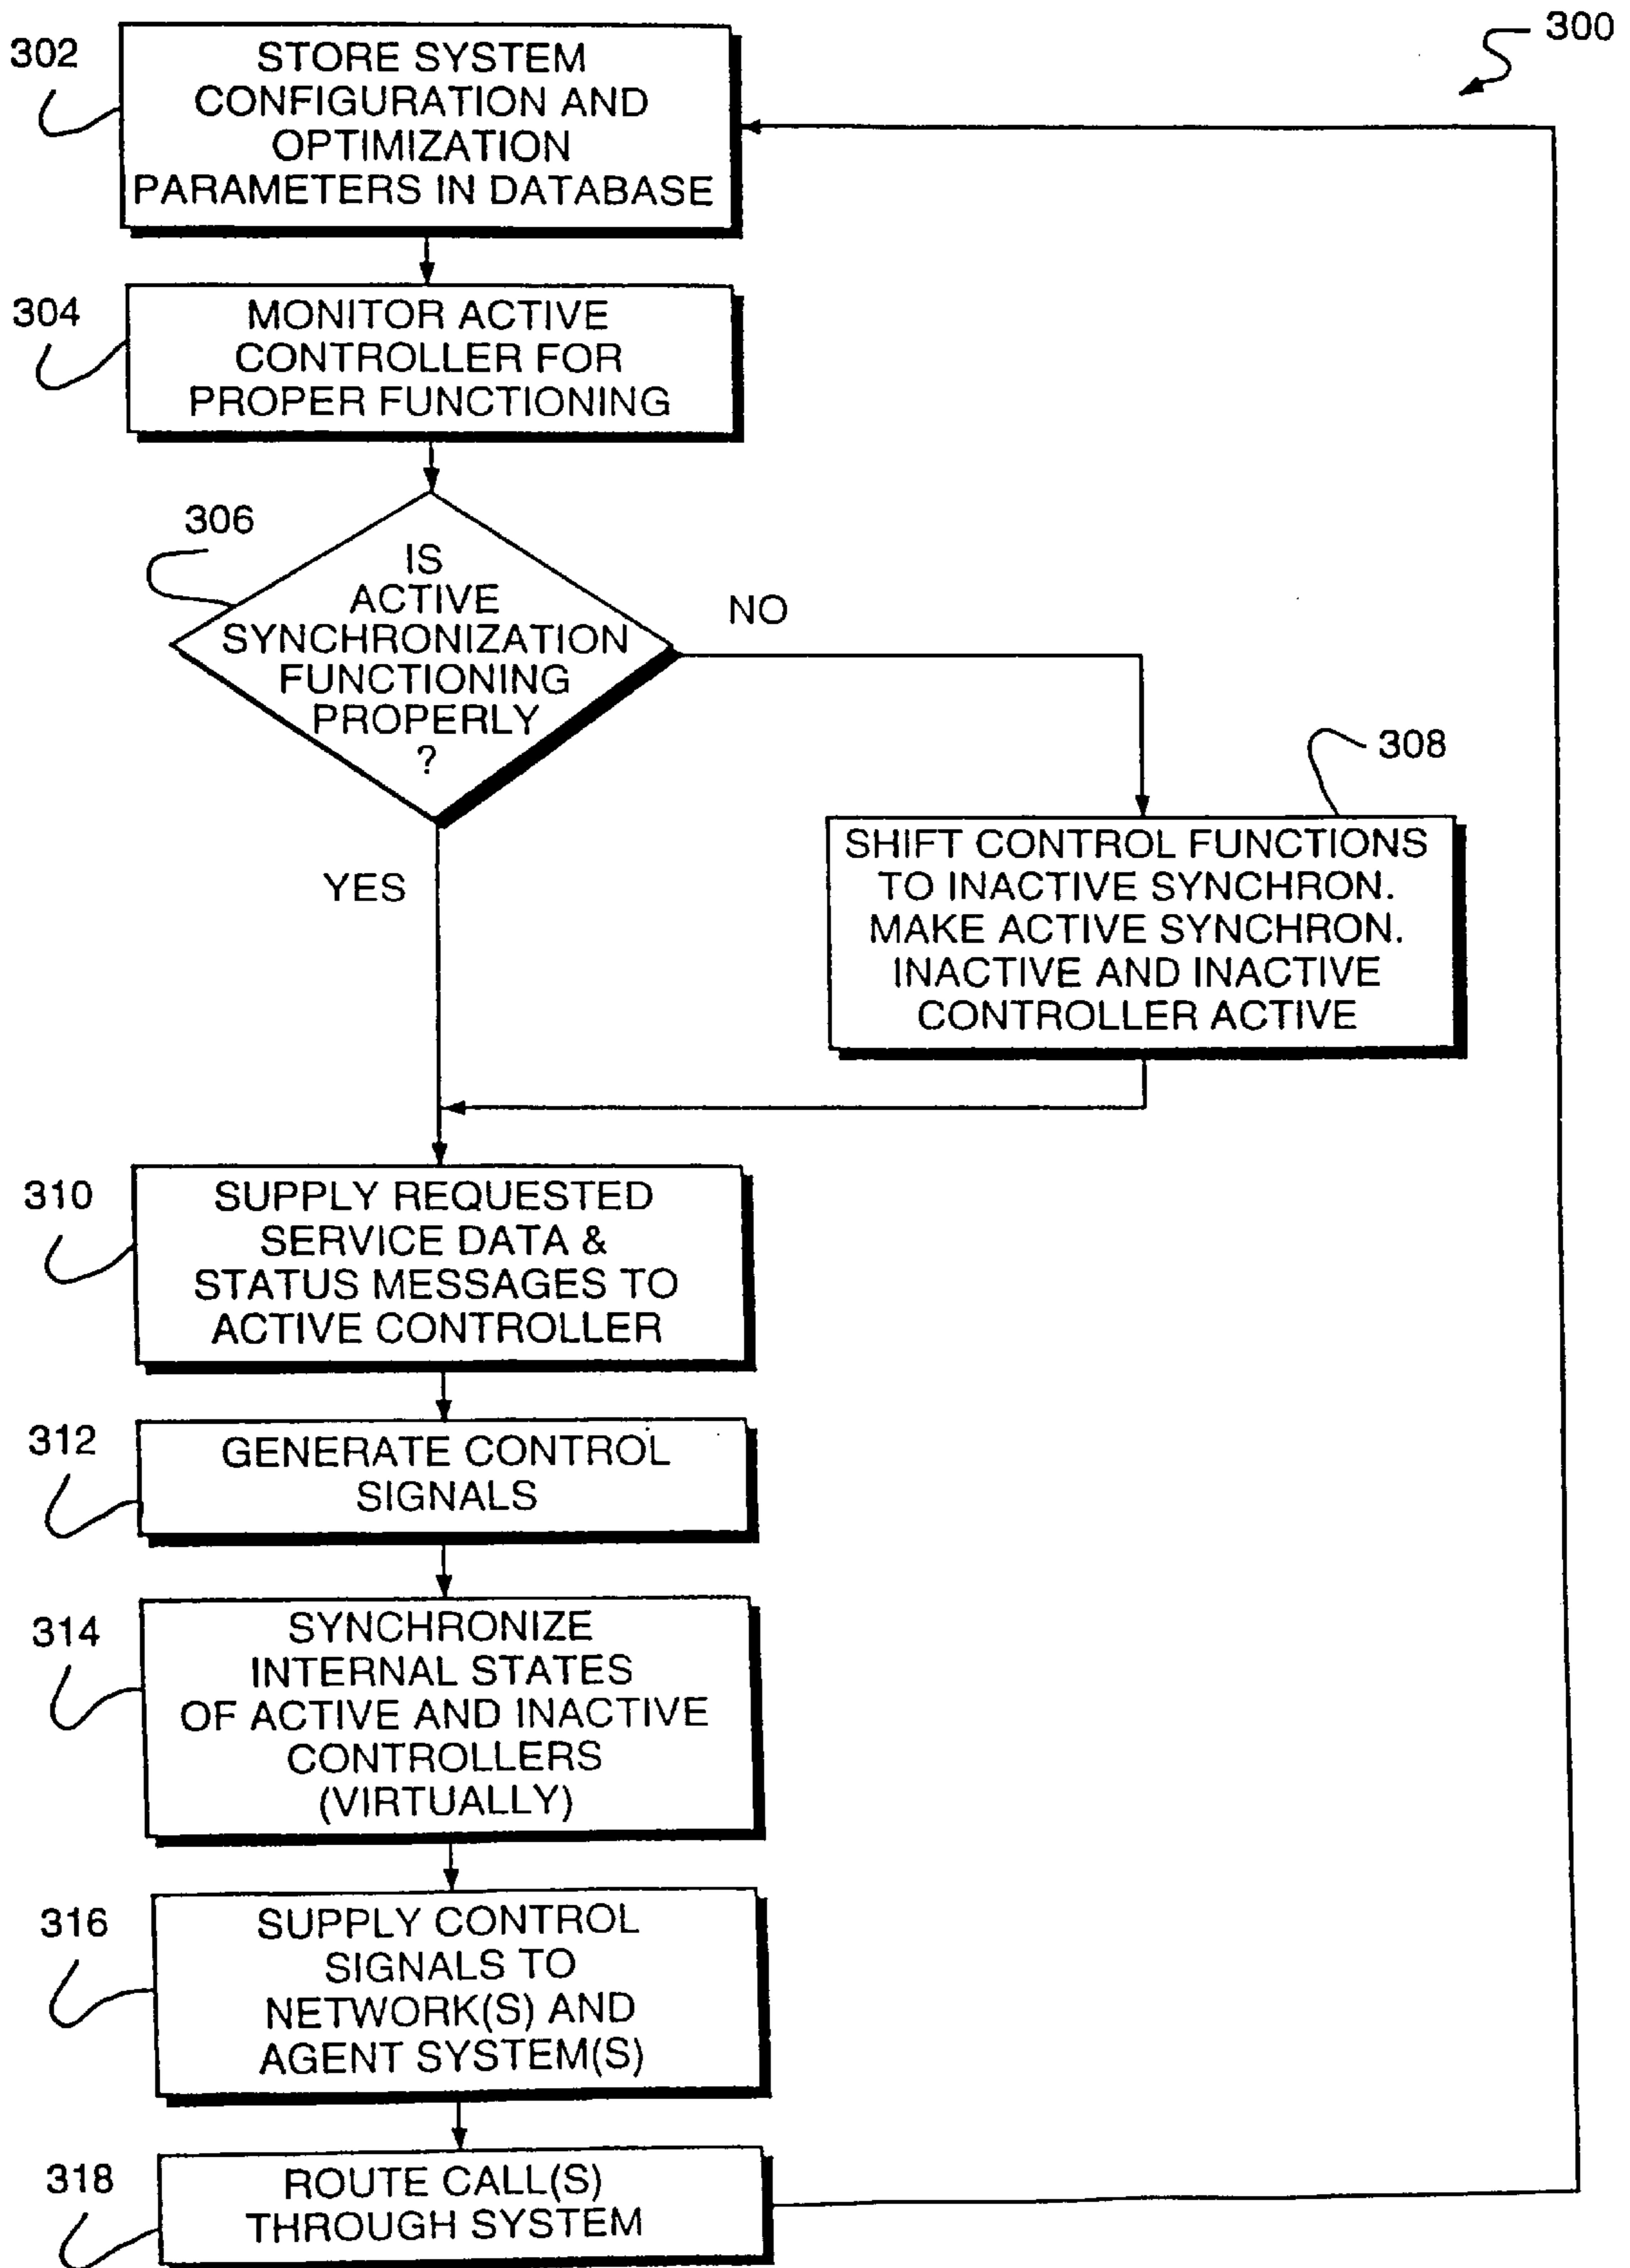 300
302
STORE SYSTEM
CONFIGURATION AND
OPTIMIZATION
PARAMETERS IN DATABASE
304
MONITOR ACTIVE
CONTROLLER FOR
PROPER FUNCTIONING
306
IS
ACTIVE
SYNCHRONIZATION
FUNCTIONING
PROPERLY
?
NO
YES
308
SHIFT CONTROL FUNCTIONS
TO INACTIVE SYNCHRON.
MAKE ACTIVE SYNCHRON.
INACTIVE AND INACTIVE
CONTROLLER ACTIVE
310
SUPPLY REQUESTED
SERVICE DATA &
STATUS MESSAGES TO
ACTIVE CONTROLLER
312
GENERATE CONTROL
SIGNALS
314
SYNCHRONIZE
INTERNAL STATES
OF ACTIVE AND INACTIVE
CONTROLLERS
(VIRTUALLY)
316
SUPPLY CONTROL
SIGNALS TO
NETWORK(S) AND
AGENT SYSTEM(S)
318
ROUTE CALL(S)
THROUGH SYSTEM